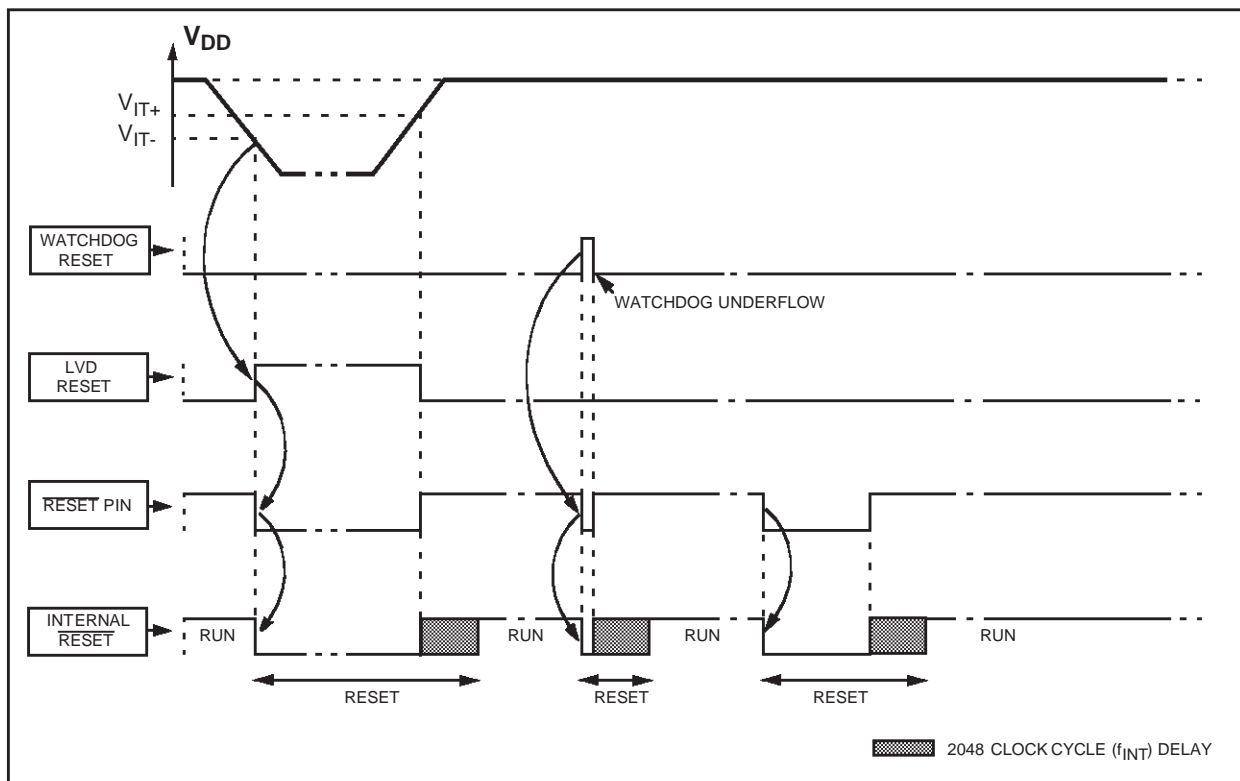 VDD
VIT+
VIT-
WATCHDOG
RESET
WATCHDOG UNDERFLOW
LVD
RESET
RESET PIN
INTERNAL
RESET
RUN
RUN
RUN
RUN
RESET
RESET
RESET
2048 CLOCK CYCLE (fINT) DELAY